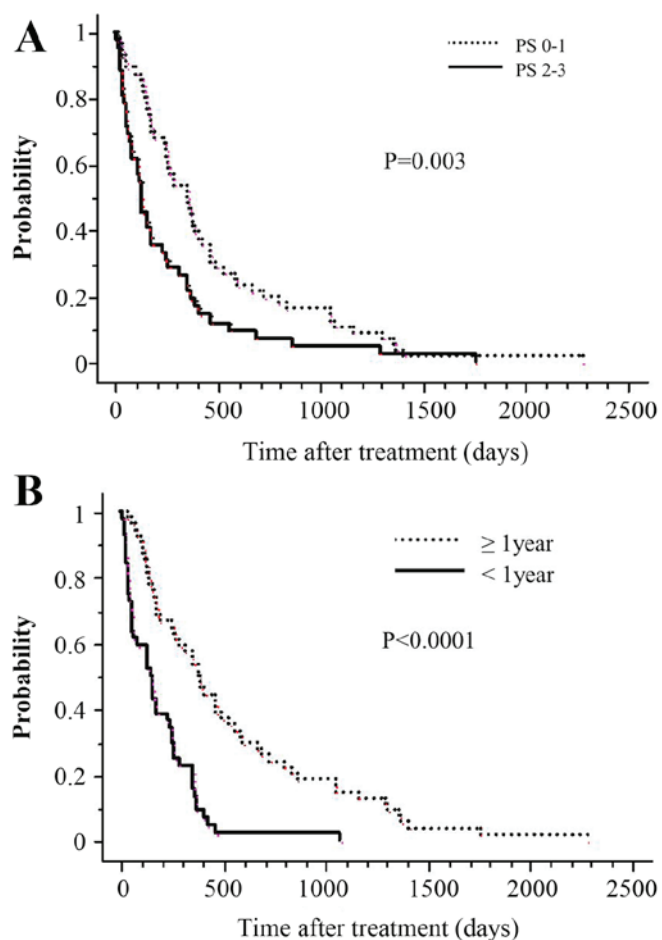 A
PS 0-1
PS 2-3
P=0.003
Probability
1
0.8
0.6
0.4
0.2
0
0 500 1000 1500 2000 2500
Time after treatment (days)
B
≥ 1year
< 1year
P<0.0001
Probability
1
0.8
0.6
0.4
0.2
0
0 500 1000 1500 2000 2500
Time after treatment (days)